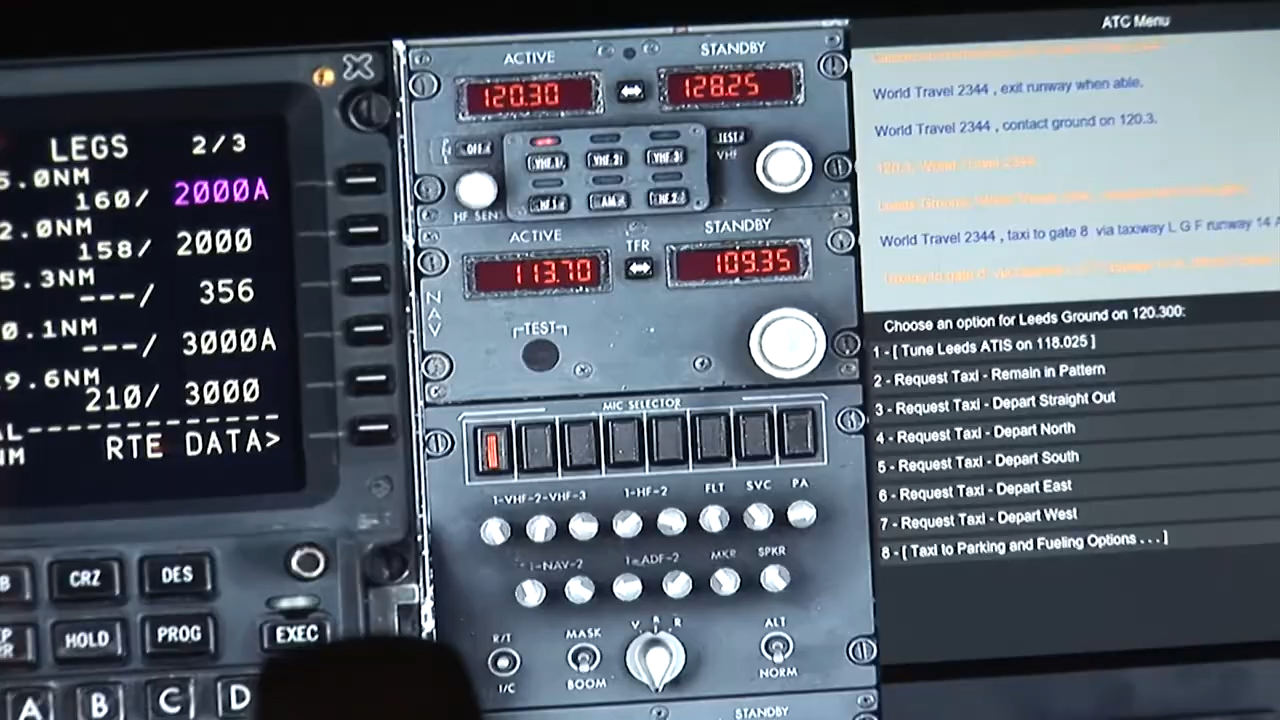 LEGS 2/3
5.0NM
160/ 2000A
2.0NM
158/ 2000
5.3NM
---/ 356
0.1NM
---/ 3000A
9.6NM
210/ 3000
RTE DATA>
CRZ
DES
HOLD
PROG
EXEC
A
B
C
D
ACTIVE
STANDBY
120.30
128.25
OFF
VHF 1
VHF 2
VHF 3
TEST
VHF
HF 1
AM
HF 2
HF SEN
ACTIVE
TFR
STANDBY
113.70
109.35
NAV
TEST
MIC SELECTOR
1-VHF-2-VHF-3
1-HF-2
FLT
SVC
PA
1-NAV-2
1-ADF-2
MKR
SPKR
R/T
I/C
MASK
BOOM
V B R
ALT
NORM
STANDBY
ATC Menu
World Travel 2344 , exit runway when able.
World Travel 2344 , contact ground on 120.3.
120.3, World Travel 2344
World Travel 2344 , taxi to gate 8 via taxiway L G F runway 14
Choose an option for Leeds Ground on 120.300:
1 - [ Tune Leeds ATIS on 118.025 ]
2 - Request Taxi - Remain in Pattern
3 - Request Taxi - Depart Straight Out
4 - Request Taxi - Depart North
5 - Request Taxi - Depart South
6 - Request Taxi - Depart East
7 - Request Taxi - Depart West
8 - [ Taxi to Parking and Fueling Options . . . ]